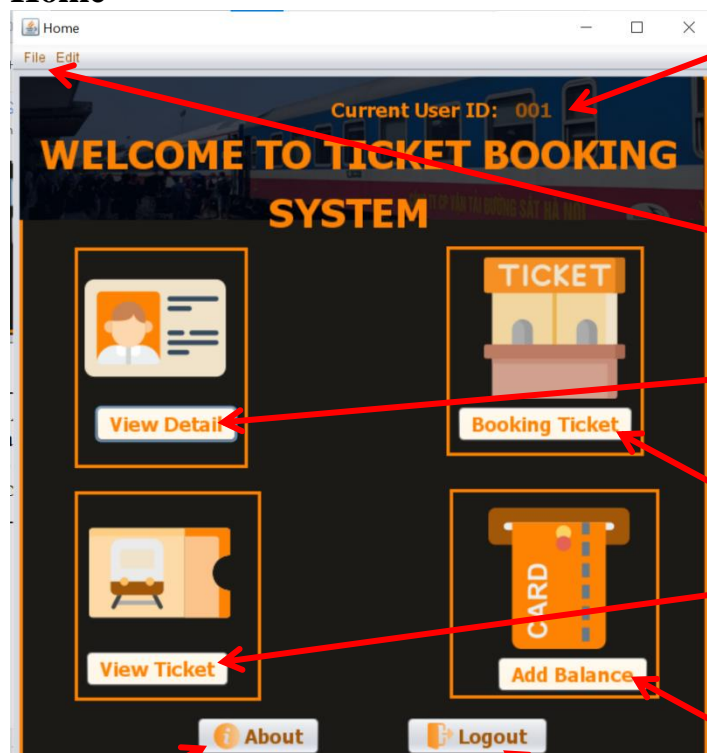 Home
Home
File Edit
Current User ID: 001
WELCOME TO TICKET BOOKING
SYSTEM
TICKET
View Detail
Booking Ticket
CARD
View Ticket
Add Balance
About
Logout